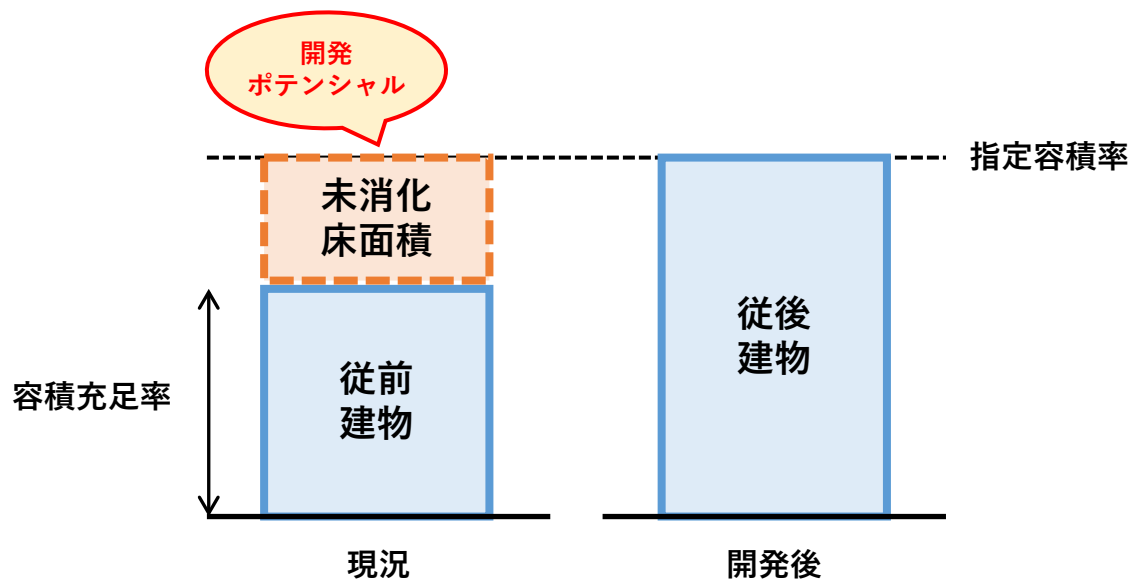 開発
ポテンシャル
指定容積率
未消化
床面積
従後
建物
従前
建物
容積充足率
現況
開発後